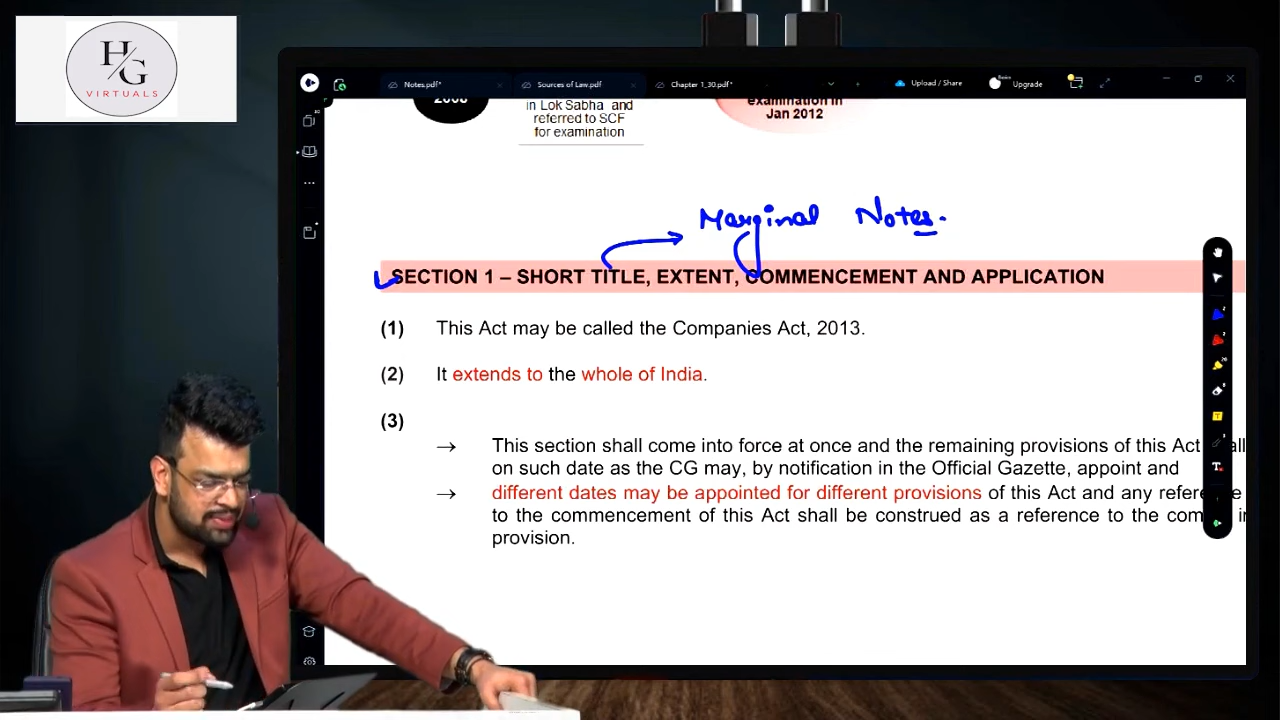 H/G
VIRTUALS
Notes.pdf*
Sources of Law.pdf
Chapter 1_30.pdf*
Upload / Share
Upgrade
2008
in Lok Sabha and
referred to SCF
for examination
examination in
Jan 2012
Marginal Notes.
SECTION 1 – SHORT TITLE, EXTENT, COMMENCEMENT AND APPLICATION
(1) This Act may be called the Companies Act, 2013.
(2) It extends to the whole of India.
(3)
→ This section shall come into force at once and the remaining provisions of this Act
on such date as the CG may, by notification in the Official Gazette, appoint and
→ different dates may be appointed for different provisions of this Act and any
to the commencement of this Act shall be construed as a reference to the
provision.